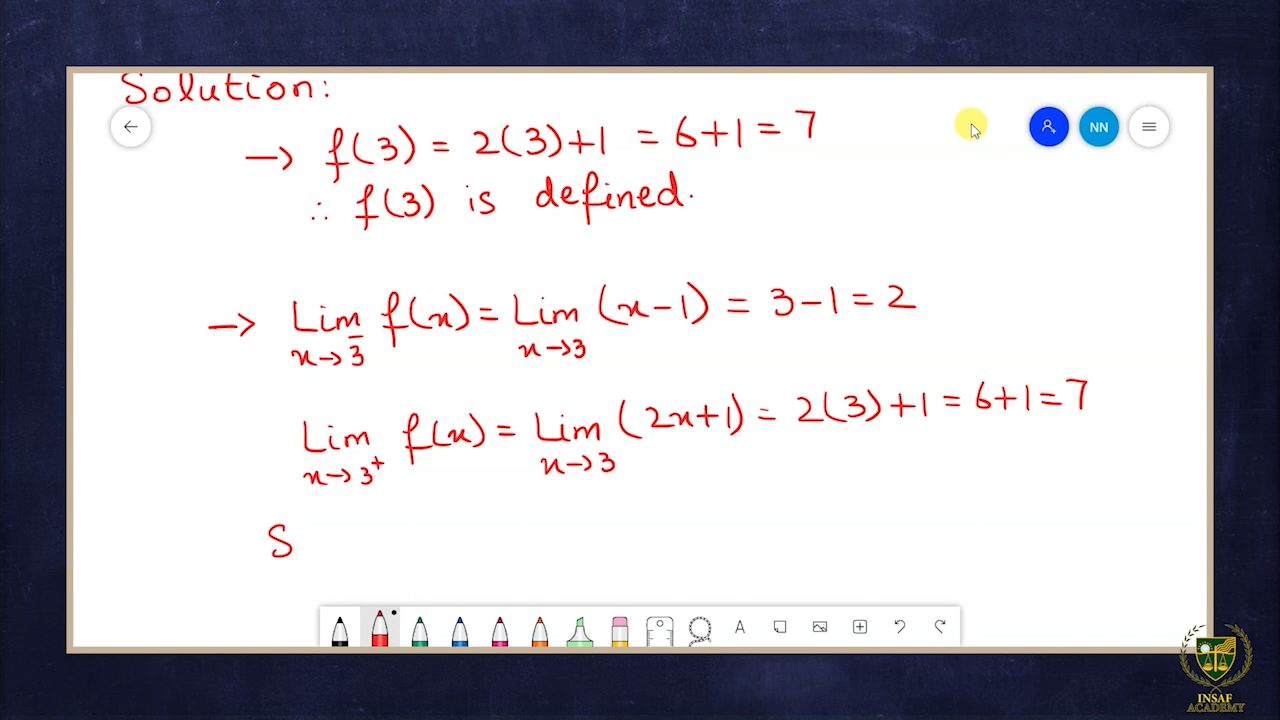 Solution:
→ f(3) = 2(3)+1 = 6+1 = 7
∴ f(3) is defined.
NN
→ Lim x→3⁻ f(x) = Lim x→3 (x-1) = 3-1 = 2
Lim x→3⁺ f(x) = Lim x→3 (2x+1) = 2(3)+1 = 6+1 = 7
S
A
INSAF
ACADEMY